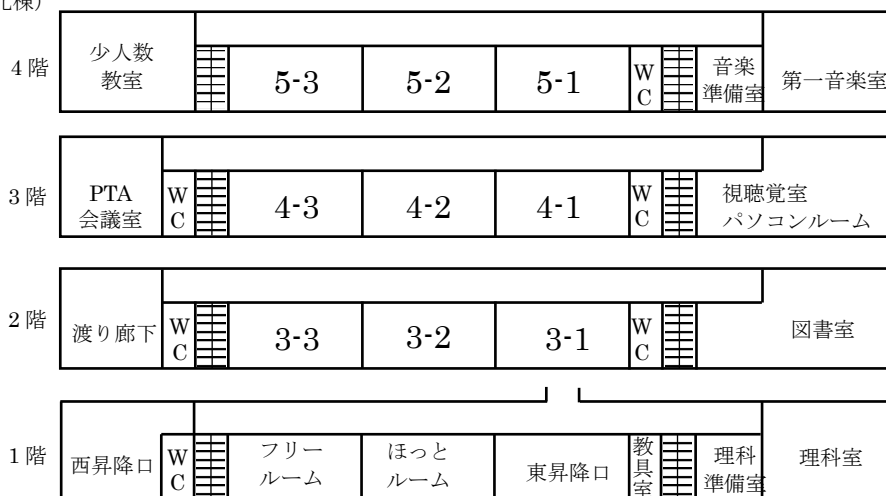 北棟)
4 階
少人数
教室
5-3
5-2
5-1
W
C
音楽
準備室
第一音楽室
3 階
PTA
会議室
W
C
4-3
4-2
4-1
W
C
視聴覚室
パソコンルーム
2 階
渡り廊下
W
C
3-3
3-2
3-1
W
C
図書室
1 階
西昇降口
W
C
フリー
ルーム
ほっと
ルーム
東昇降口
教
具
室
理科
準備室
理科室